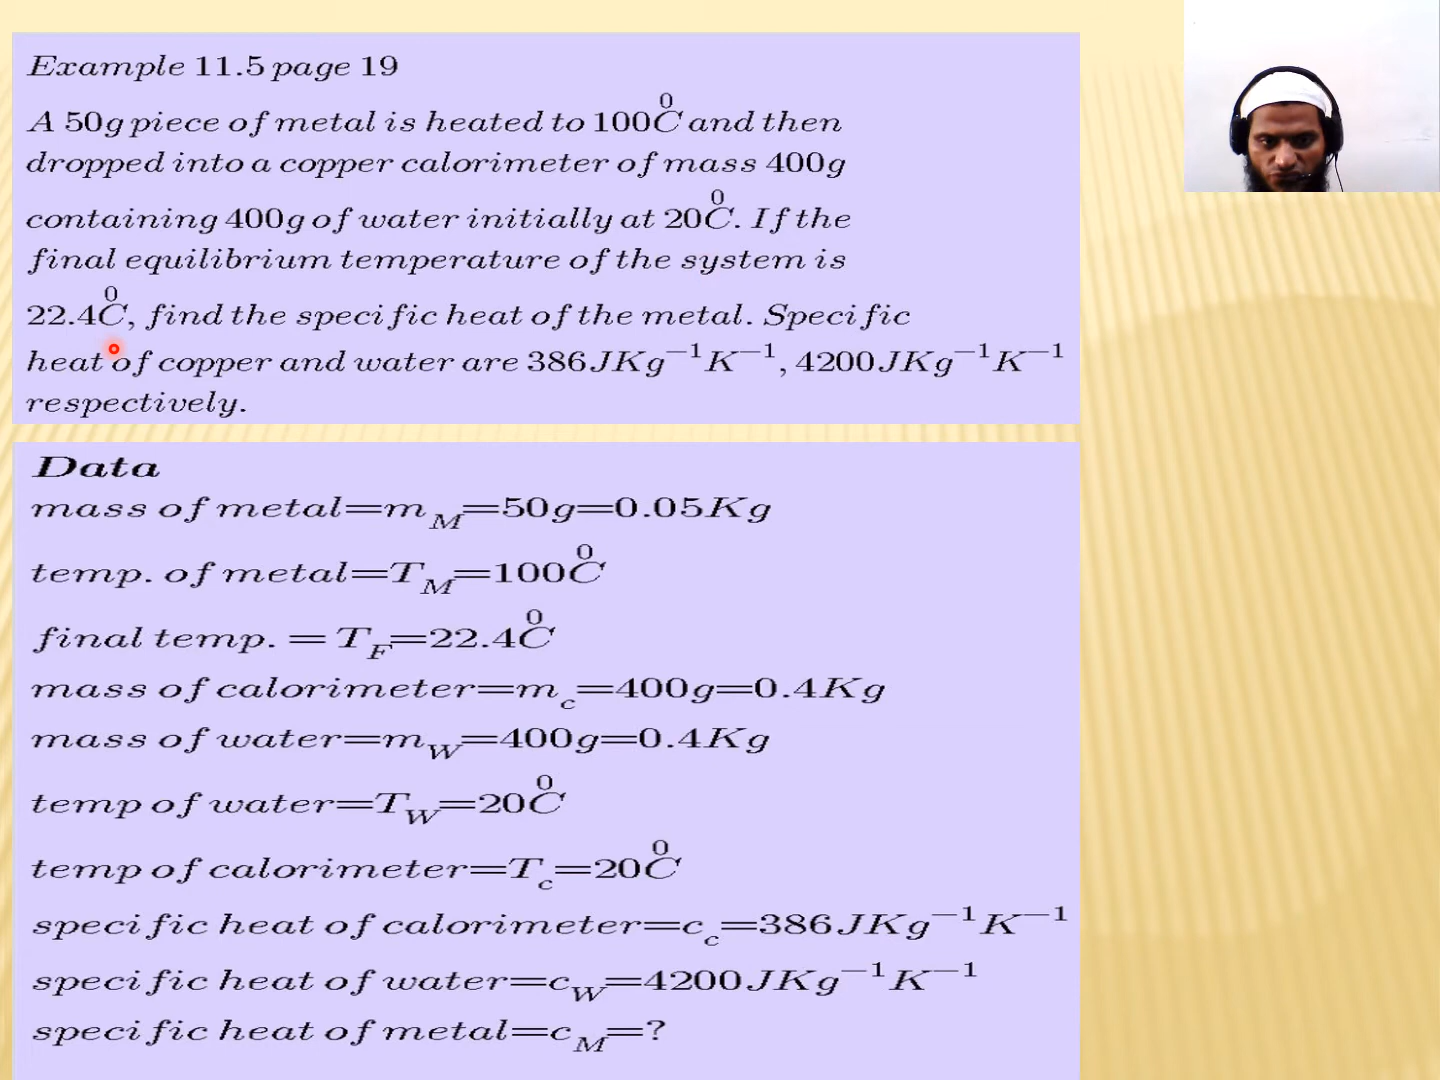 Example 11.5 page 19
A 50g piece of metal is heated to 100⁰C and then
dropped into a copper calorimeter of mass 400g
containing 400g of water initially at 20⁰C. If the
final equilibrium temperature of the system is
22.4⁰C, find the specific heat of the metal. Specific
heat of copper and water are 386JKg⁻¹K⁻¹, 4200JKg⁻¹K⁻¹
respectively.
Data
mass of metal=m_M=50g=0.05Kg
temp. of metal=T_M=100⁰C
final temp. = T_F=22.4⁰C
mass of calorimeter=m_c=400g=0.4Kg
mass of water=m_W=400g=0.4Kg
temp of water=T_W=20⁰C
temp of calorimeter=T_c=20⁰C
specific heat of calorimeter=c_c=386JKg⁻¹K⁻¹
specific heat of water=c_W=4200JKg⁻¹K⁻¹
specific heat of metal=c_M=?